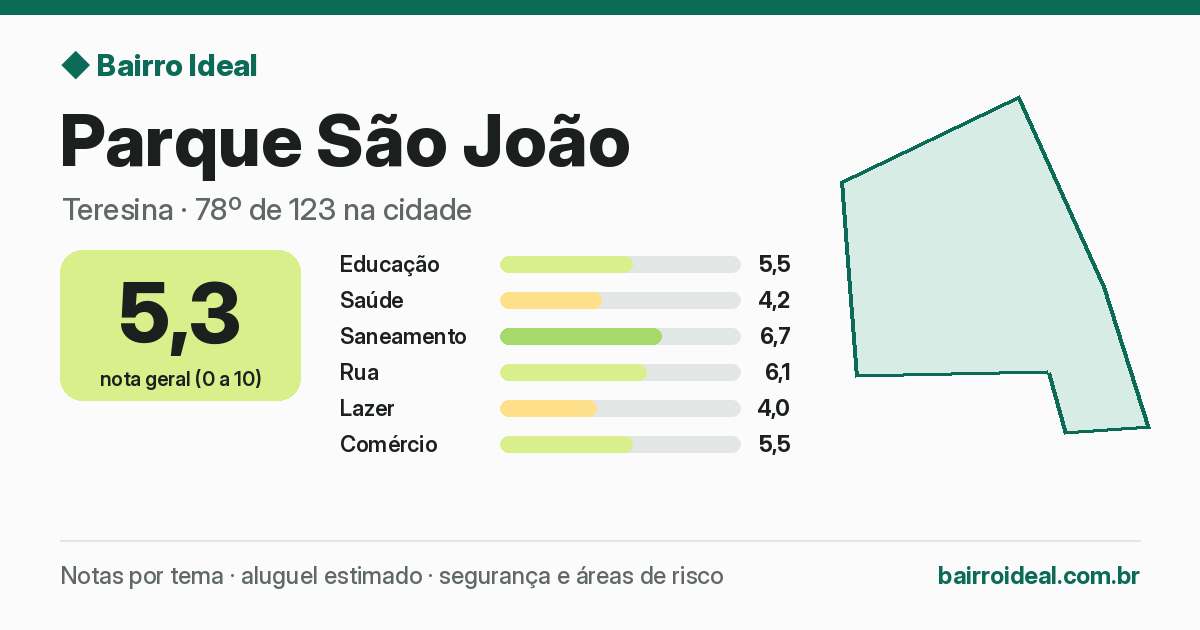 Bairro Ideal
Parque São João
Teresina · 78º de 123 na cidade
5,3
nota geral (0 a 10)
Educação 5,5
Saúde 4,2
Saneamento 6,7
Rua 6,1
Lazer 4,0
Comércio 5,5
Notas por tema · aluguel estimado · segurança e áreas de risco
bairroideal.com.br